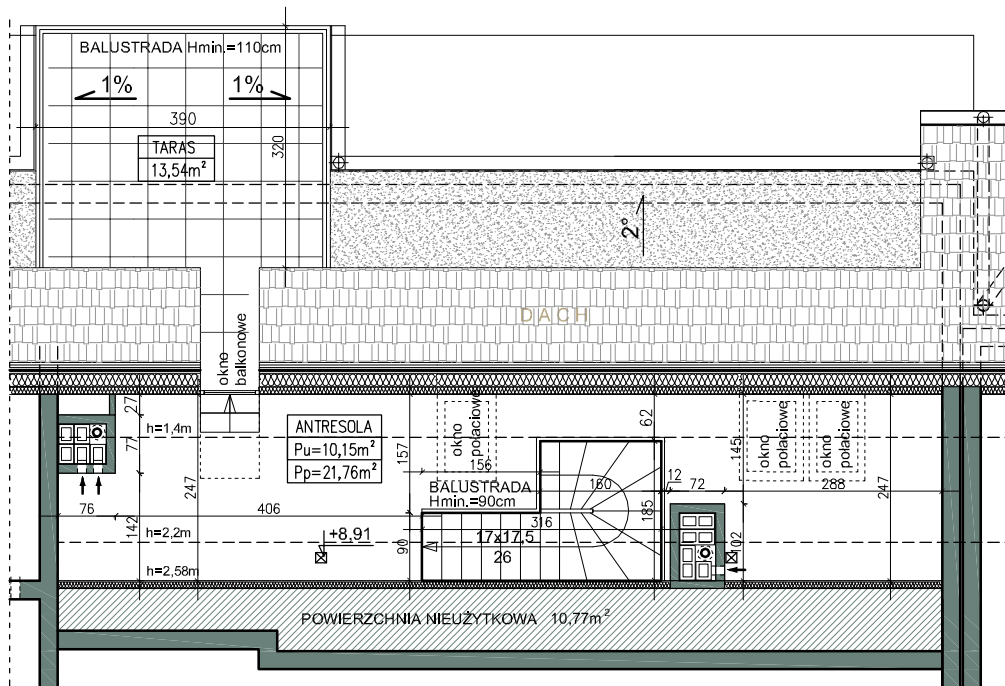 BALUSTRADA Hmin.=110cm
1% 1%
390
320
TARAS
13,54m²
2°
DACH
okno
balkonowe
27
h=1,4m
77
247
ANTRESOLA
Pu=10,15m²
Pp=21,76m²
157
okno
połaciowe
62
145
okno
połaciowe
okno
połaciowe
247
156
BALUSTRADA
Hmin.=90cm
160
12
72
288
76
406
316
185
142
h=2,2m
+8,91
90
17x17,5
26
102
h=2,58m
POWIERZCHNIA NIEUŻYTKOWA 10,77m²